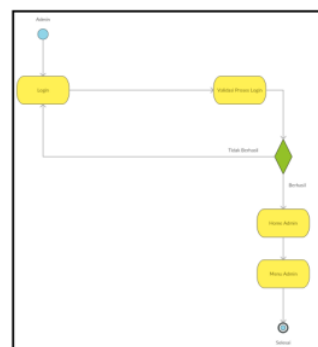 Admin
Login
Validasi Proses Login
Tidak Berhasil
Berhasil
Home Admin
Menu Admin
Selesai